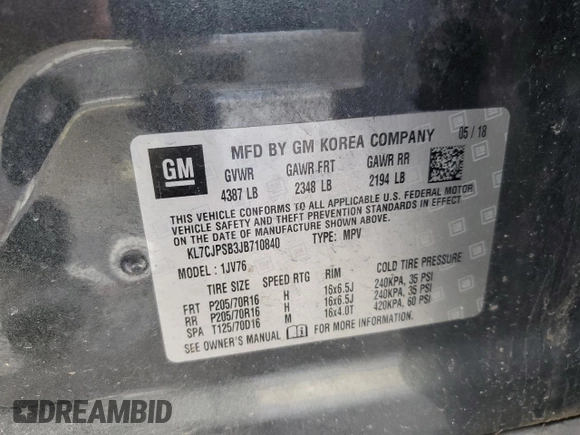 GM
MFD BY GM KOREA COMPANY 05 / 18
GVWR GAWR FRT GAWR RR
4387 LB 2348 LB 2194 LB
THIS VEHICLE CONFORMS TO ALL APPLICABLE U.S. FEDERAL MOTOR
VEHICLE SAFETY AND THEFT PREVENTION STANDARDS IN EFFECT
ON THE DATE OF MANUFACTURE SHOWN ABOVE.
KL7CJPSB3JB710840 TYPE: MPV
MODEL: 1JV76
TIRE SIZE SPEED RTG RIM COLD TIRE PRESSURE
FRT P205/70R16 H 16x6.5J 240KPA, 35 PSI
RR P205/70R16 H 16x6.5J 240KPA, 35 PSI
SPA T125/70D16 M 16x4.0T 420KPA, 60 PSI
SEE OWNER'S MANUAL FOR MORE INFORMATION.
DREAMBID